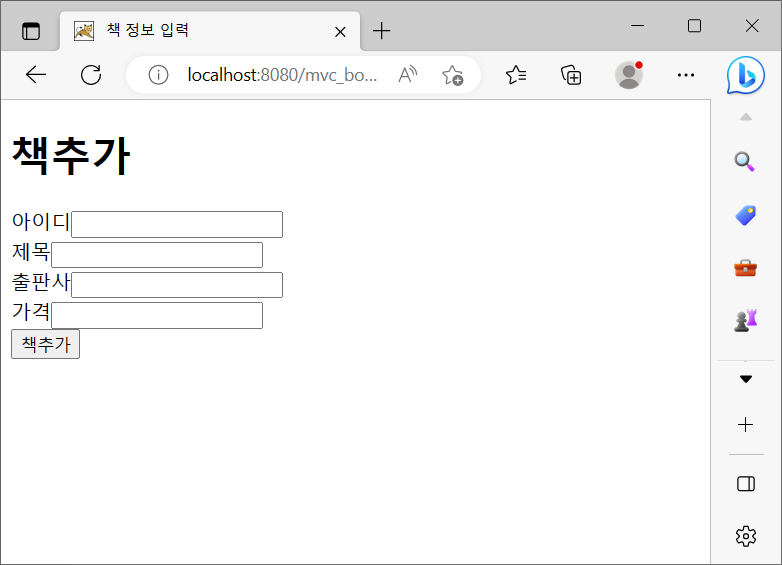 책 정보 입력
localhost:8080/mvc_bo...
책추가
아이디
제목
출판사
가격
책추가